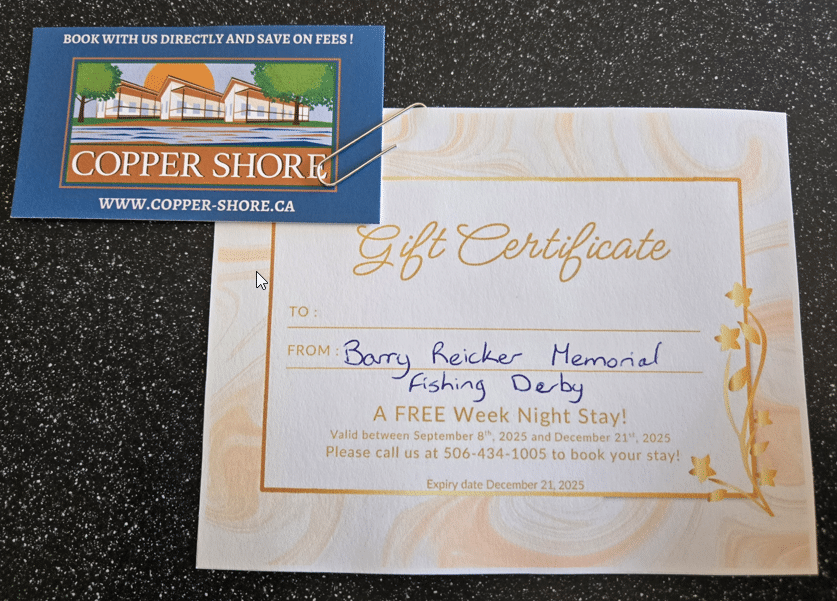 BOOK WITH US DIRECTLY AND SAVE ON FEES !
COPPER SHORE
WWW.COPPER-SHORE.CA
Gift Certificate
TO :
FROM : Barry Reicker Memorial
Fishing Derby
A FREE Week Night Stay!
Valid between September 8th, 2025 and December 21st, 2025
Please call us at 506-434-1005 to book your stay!
Expiry date December 21, 2025